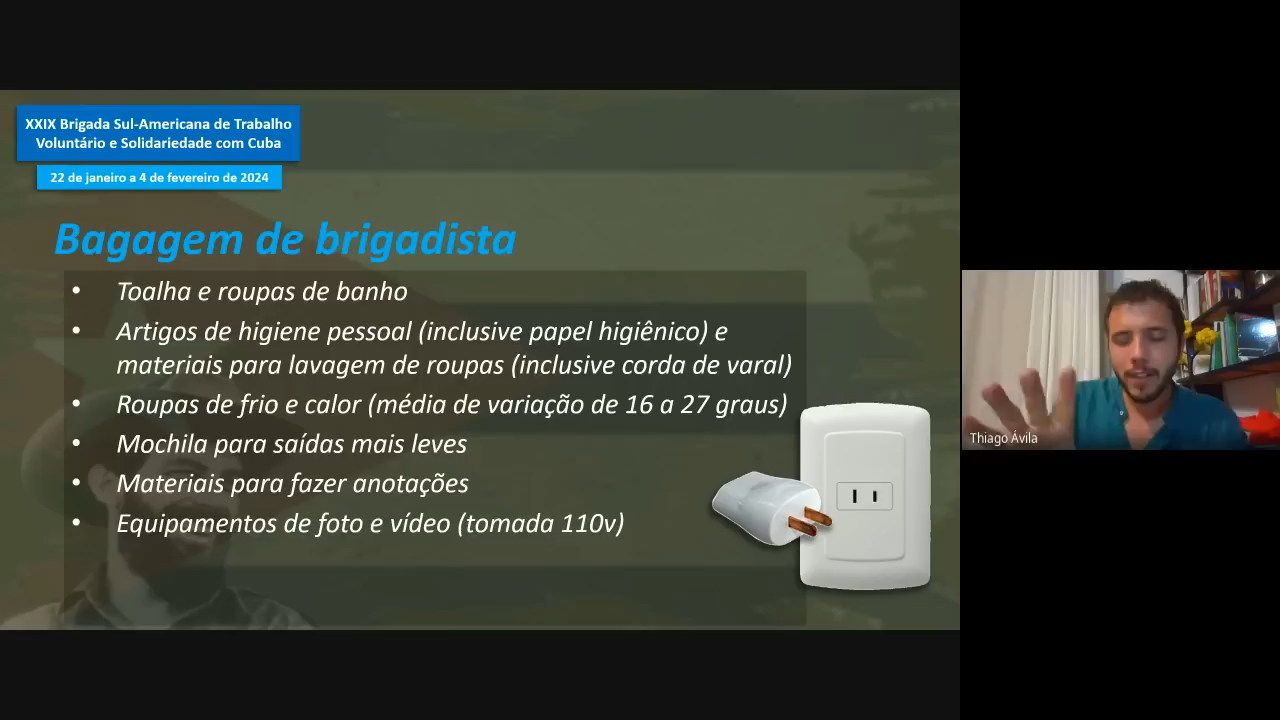 XXIX Brigada Sul-Americana de Trabalho
Voluntário e Solidariedade com Cuba
22 de janeiro a 4 de fevereiro de 2024
Bagagem de brigadista
• Toalha e roupas de banho
• Artigos de higiene pessoal (inclusive papel higiênico) e
materiais para lavagem de roupas (inclusive corda de varal)
• Roupas de frio e calor (média de variação de 16 a 27 graus)
• Mochila para saídas mais leves
• Materiais para fazer anotações
• Equipamentos de foto e vídeo (tomada 110v)
Thiago Ávila